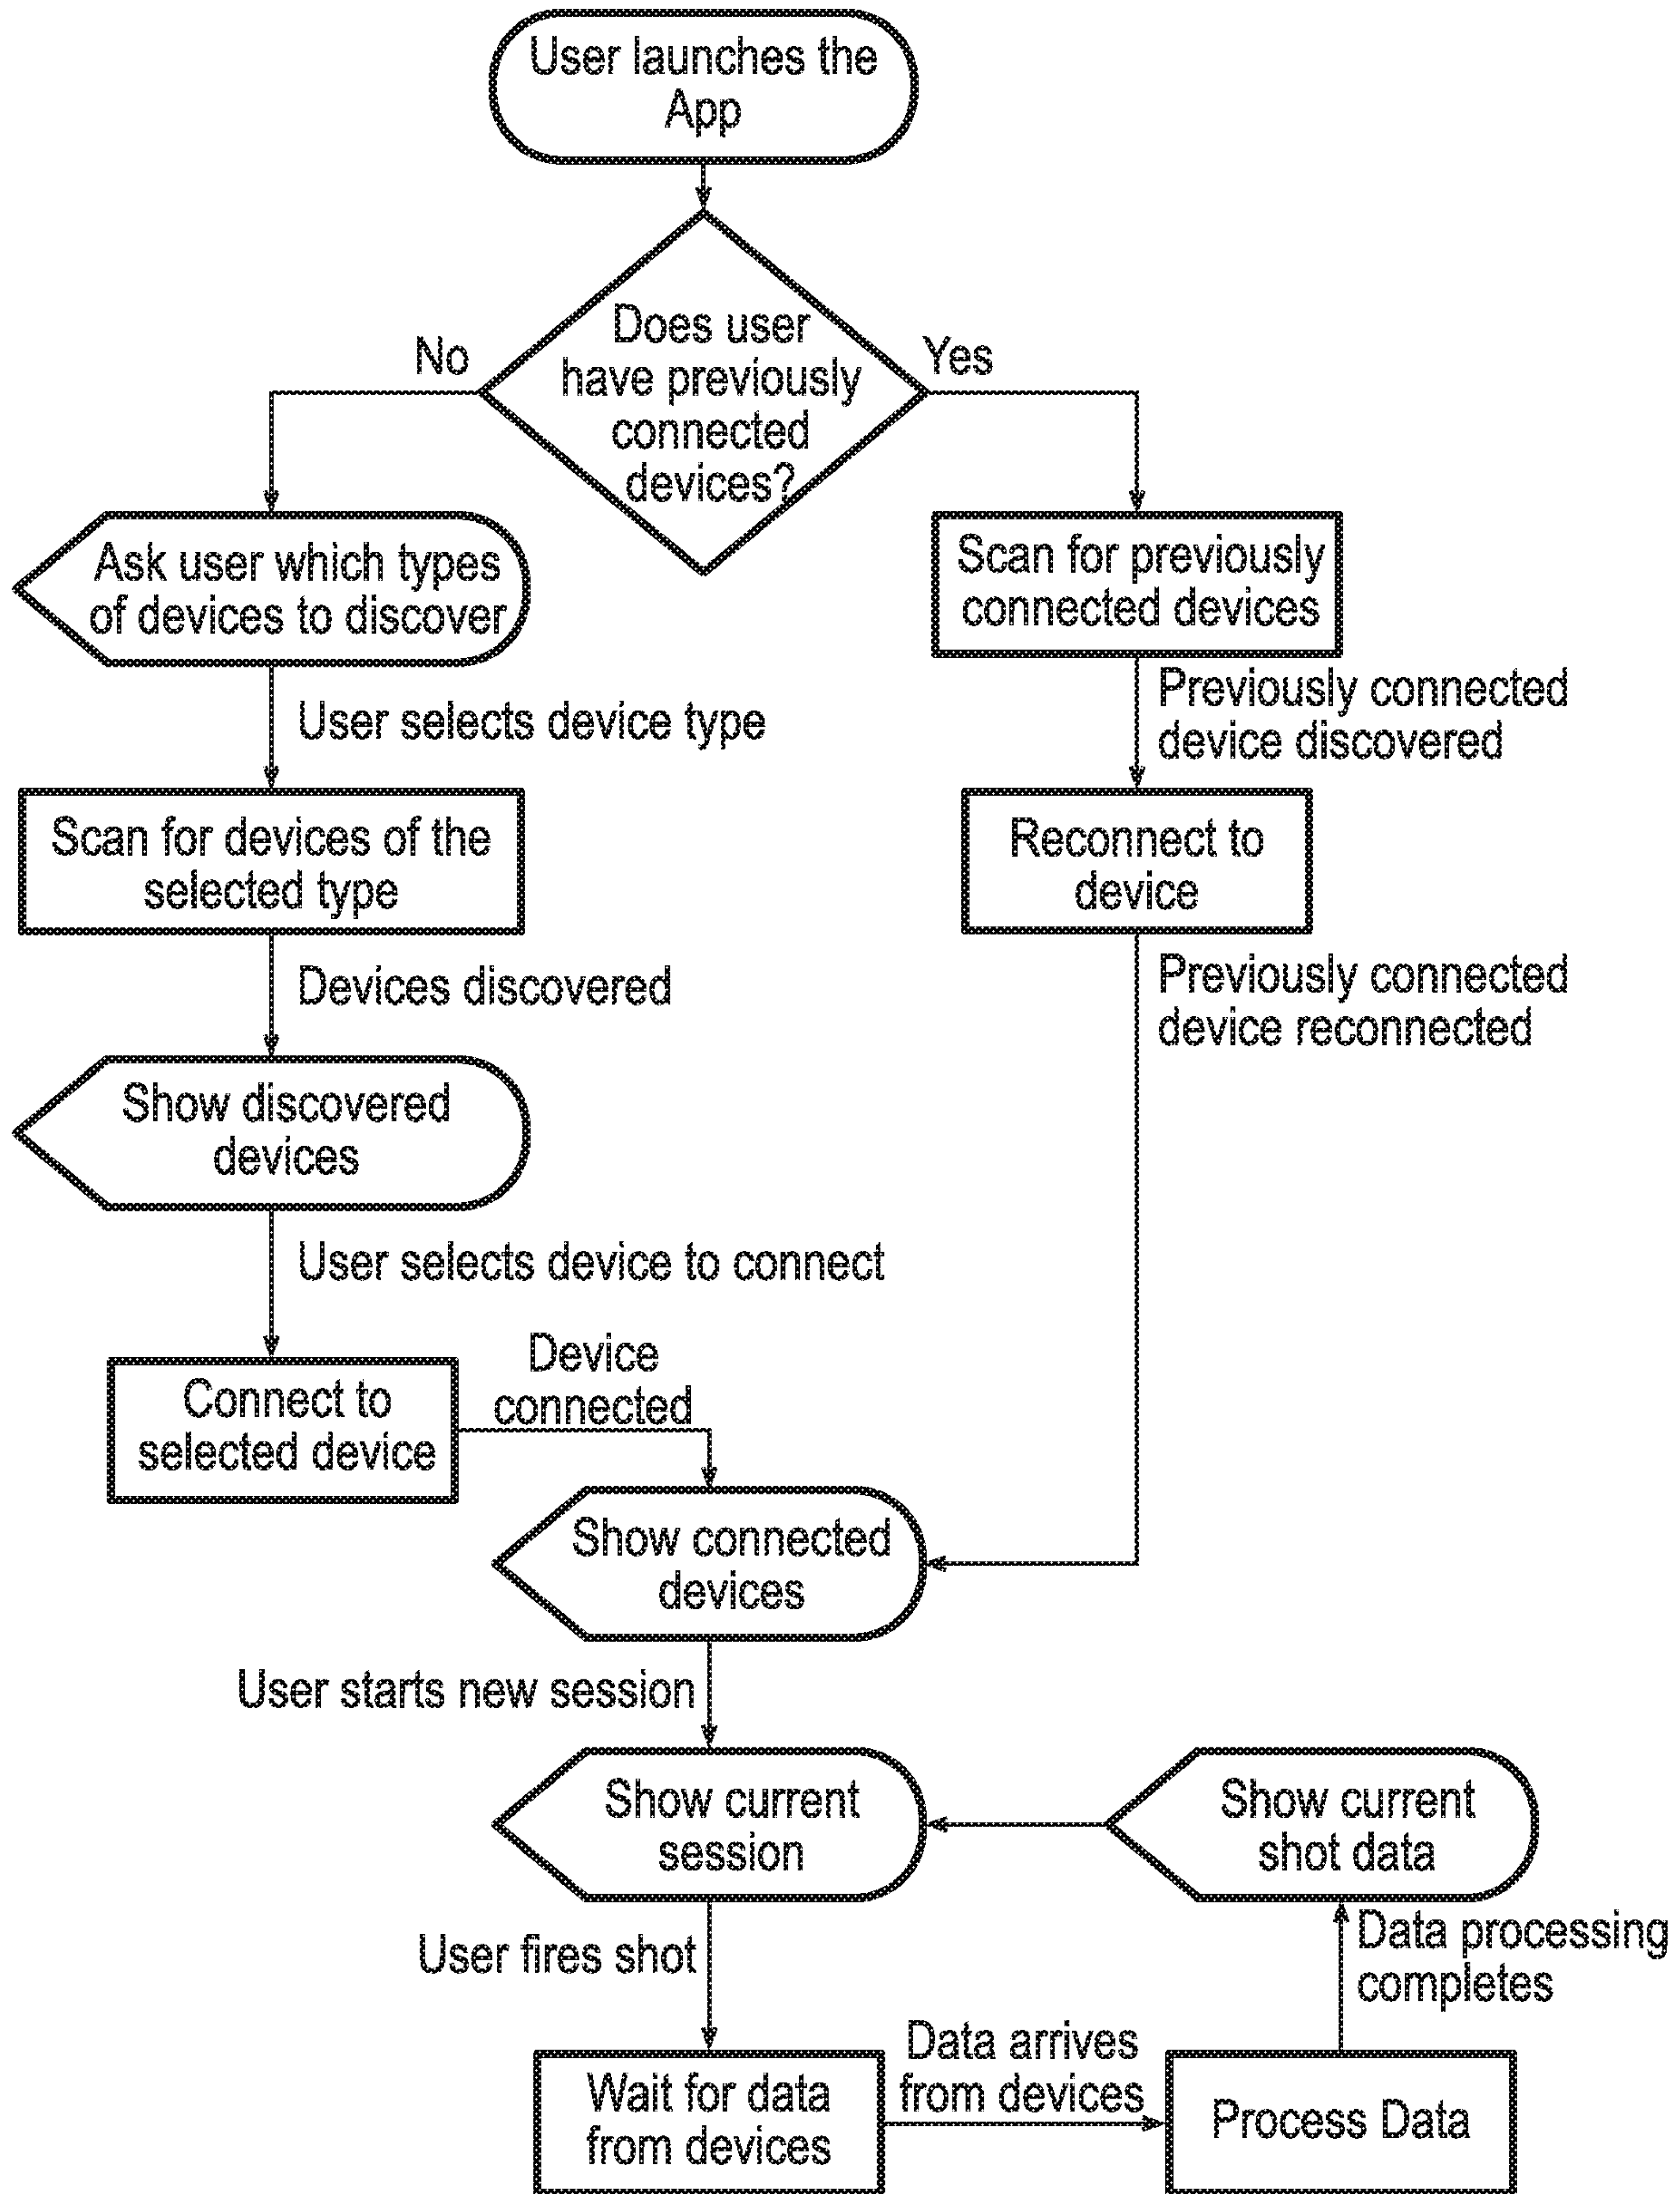 User launches the
App
Does user
have previously
connected
devices?
No
Yes
Ask user which types
of devices to discover
Scan for previously
connected devices
User selects device type
Previously connected
device discovered
Scan for devices of the
selected type
Reconnect to
device
Devices discovered
Previously connected
device reconnected
Show discovered
devices
User selects device to connect
Connect to
selected device
Device
connected
Show connected
devices
User starts new session
Show current
session
Show current
shot data
User fires shot
Data processing
completes
Wait for data
from devices
Data arrives
from devices
Process Data